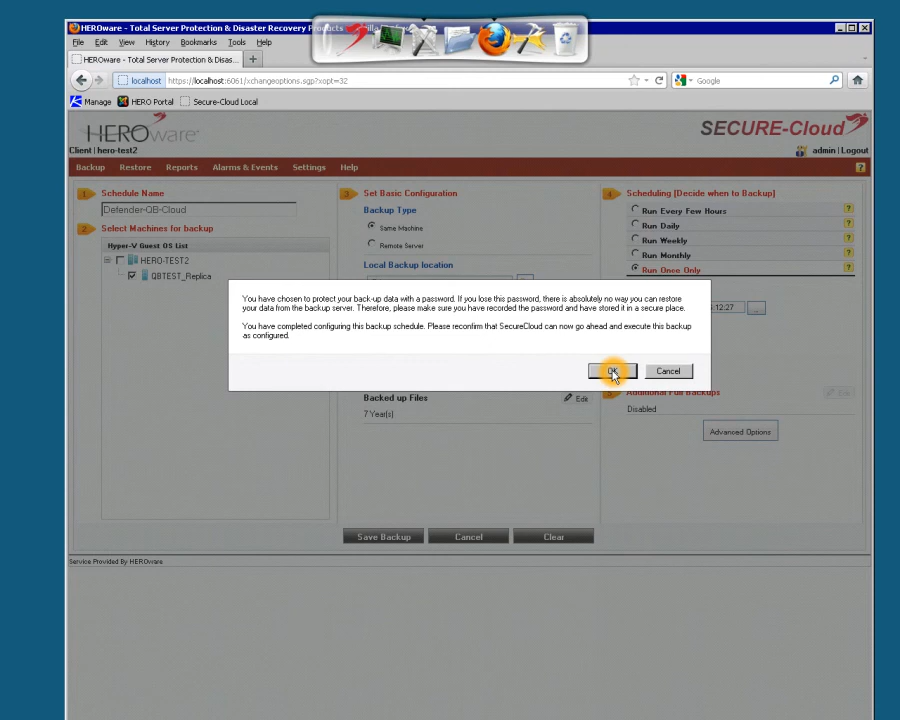 HEROware - Total Server Protection & Disaster Recovery Products
File Edit View History Bookmarks Tools Help
HEROware - Total Server Protection & Disas...
localhost https://localhost:6061/xchangeoptions.sgp?xopt=32
Google
Manage HERO Portal Secure-Cloud Local
HEROware
SECURE-Cloud
Client | hero-test2
admin | Logout
Backup Restore Reports Alarms & Events Settings Help
?
1 Schedule Name
Defender-QB-Cloud
2 Select Machines for backup
Hyper-V Guest OS List
HERO-TEST2
QBTEST_Replica
3 Set Basic Configuration
Backup Type
Same Machine
Remote Server
Local Backup location
4 Scheduling [Decide when to Backup]
Run Every Few Hours ?
Run Daily ?
Run Weekly ?
Run Monthly ?
Run Once Only ?
:12:27 ...
You have chosen to protect your back-up data with a password. If you lose this password, there is absolutely no way you can restore
your data from the backup server. Therefore, please make sure you have recorded the password and have stored it in a secure place.
You have completed configuring this backup schedule. Please reconfirm that SecureCloud can now go ahead and execute this backup
as configured.
OK Cancel
Backed up Files Edit
7 Year(s)
5 Additional Full Backups Edit
Disabled
Advanced Options
Save Backup Cancel Clear
Service Provided By HEROware